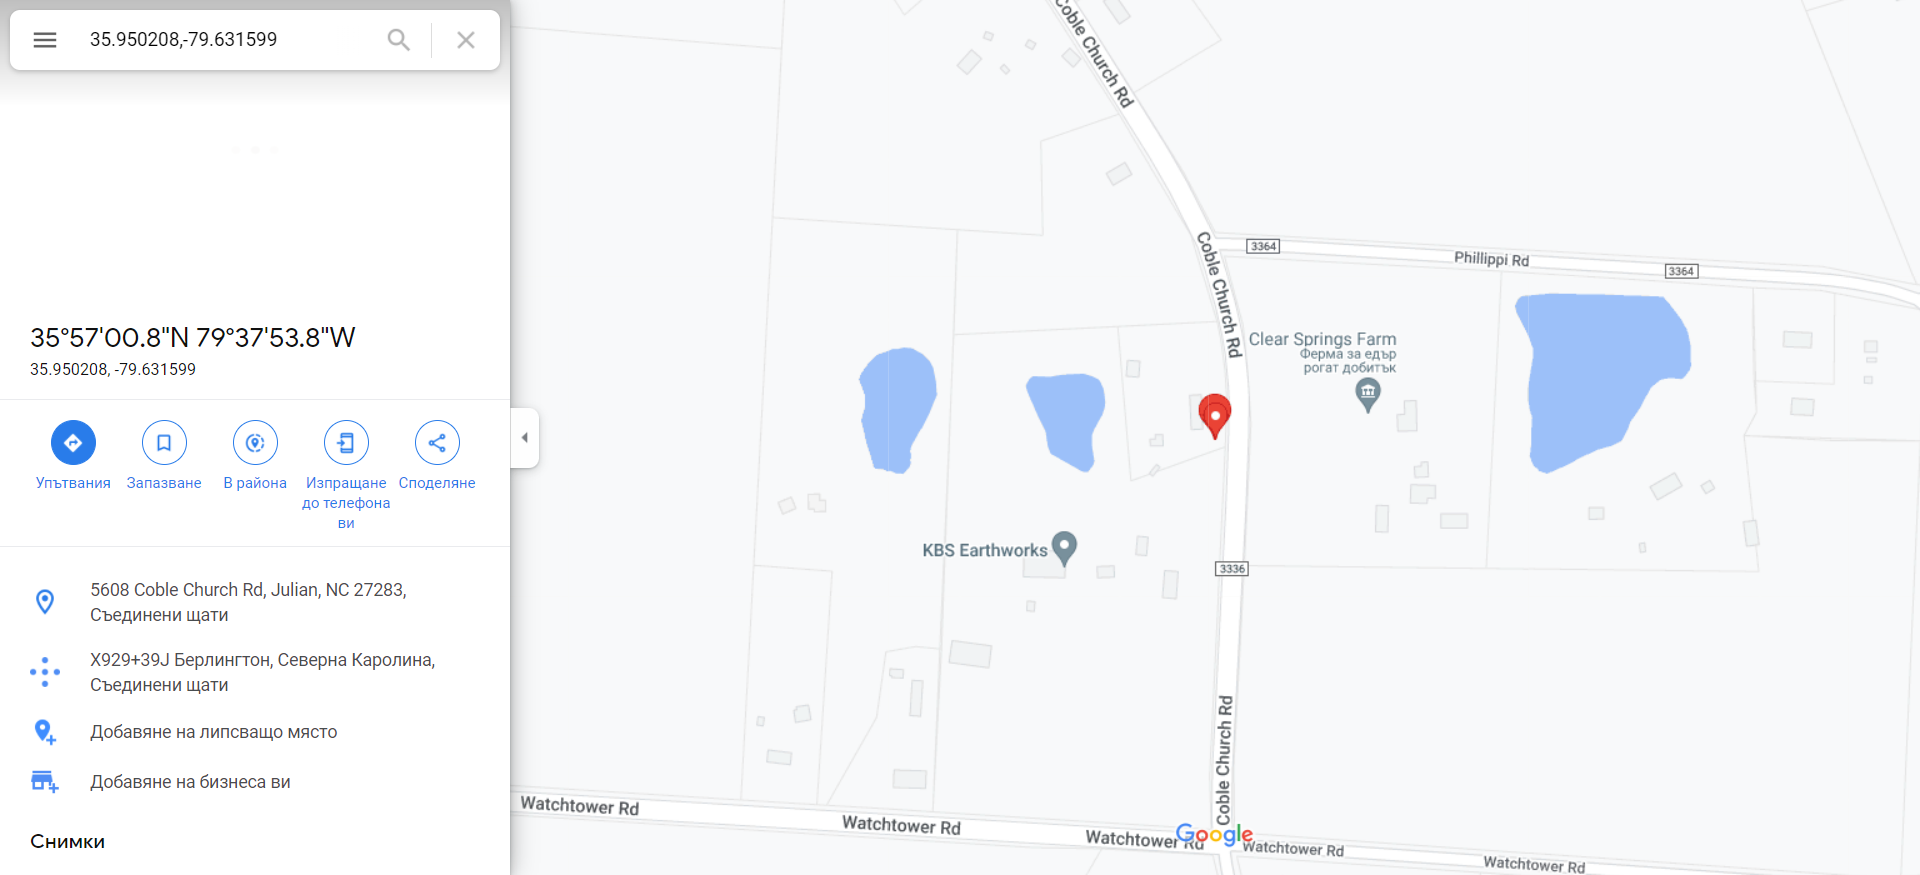 35.950208,-79.631599
35°57'00.8"N 79°37'53.8"W
35.950208, -79.631599
Упътвания
Запазване
В района
Изпращане
до телефона
ви
Споделяне
5608 Coble Church Rd, Julian, NC 27283,
Съединени щати
X929+39J Берлингтон, Северна Каролина,
Съединени щати
Добавяне на липсващо място
Добавяне на бизнеса ви
Снимки
Coble Church Rd
Coble Church Rd
3364
Phillippi Rd
3364
Clear Springs Farm
Ферма за едър
рогат добитък
KBS Earthworks
3336
Coble Church Rd
Watchtower Rd
Watchtower Rd
Watchtower Rd
Google
Watchtower Rd
Watchtower Rd